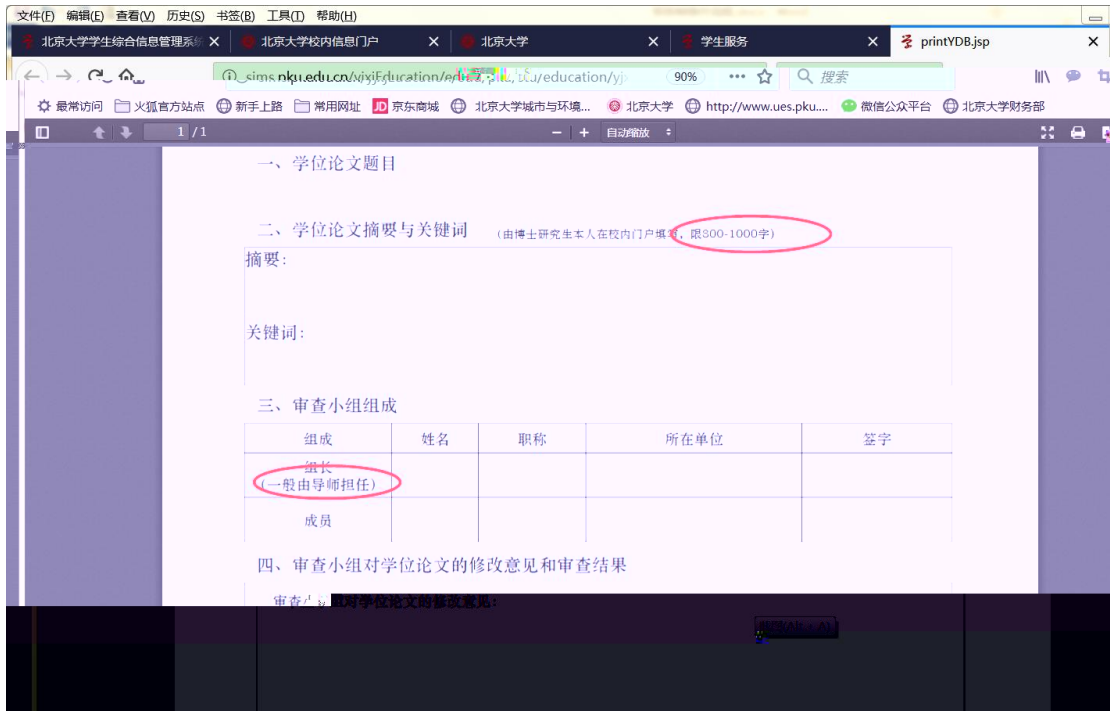 文件(F) 编辑(E) 查看(V) 历史(S) 书签(B) 工具(T) 帮助(H)
北京大学学生综合信息管理系统 北京大学校内信息门户 北京大学 学生服务 printYDB.jsp
90% 搜索
最常访问 火狐官方站点 新手上路 常用网址 JD 京东商城 北京大学城市与环境... 北京大学 http://www.ues.pku.... 微信公众平台 北京大学财务部
1 / 1 — + 自动缩放
一、学位论文题目
二、学位论文摘要与关键词 (由博士研究生本人在校内门户填写，限800-1000字)
摘要:
关键词:
三、审查小组组成
组成 姓名 职称 所在单位 签字
组长
(一般由导师担任)
成员
四、审查小组对学位论文的修改意见和审查结果
审查小组对学位论文的修改意见: